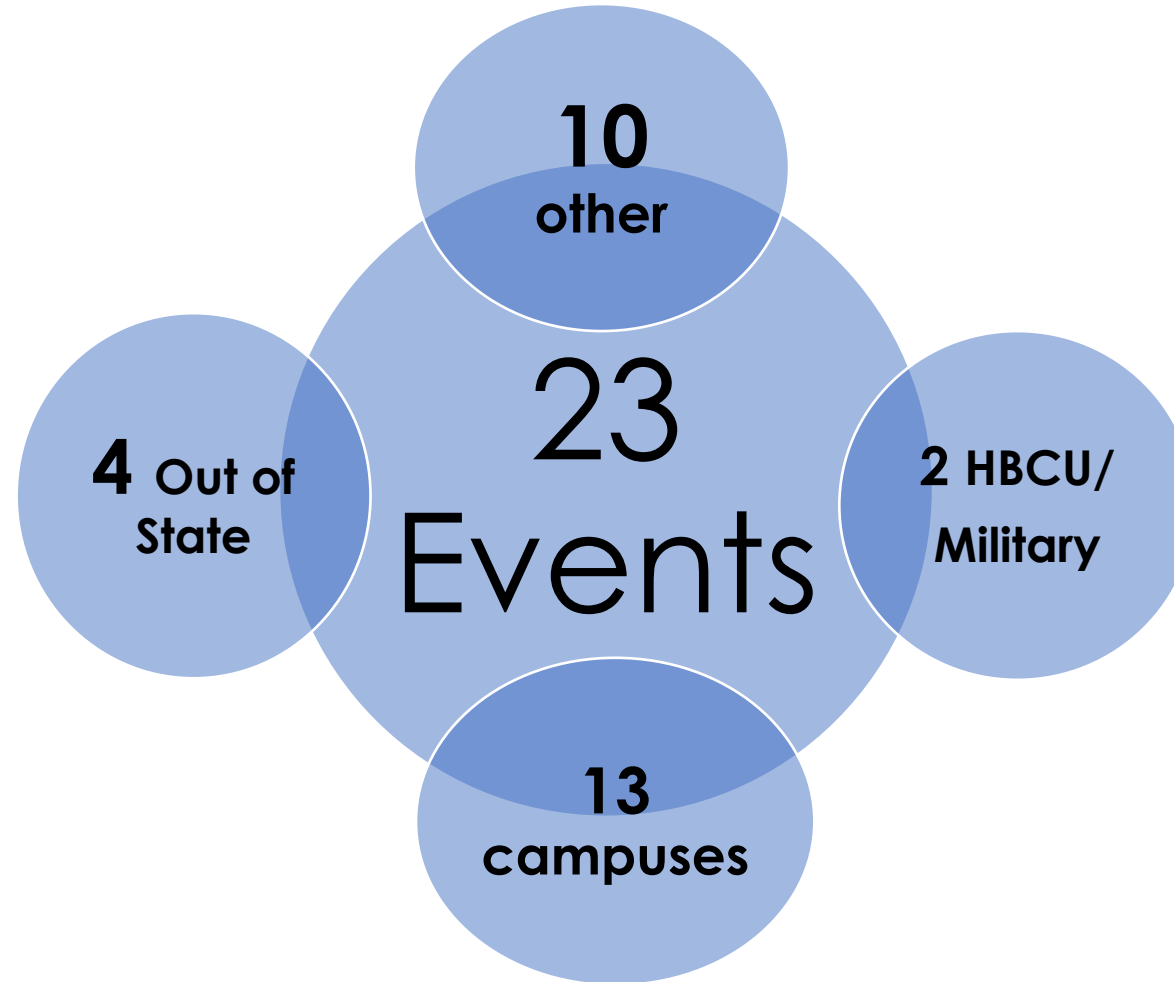 10
other
23
Events
4 Out of
State
2 HBCU/
Military
13
campuses